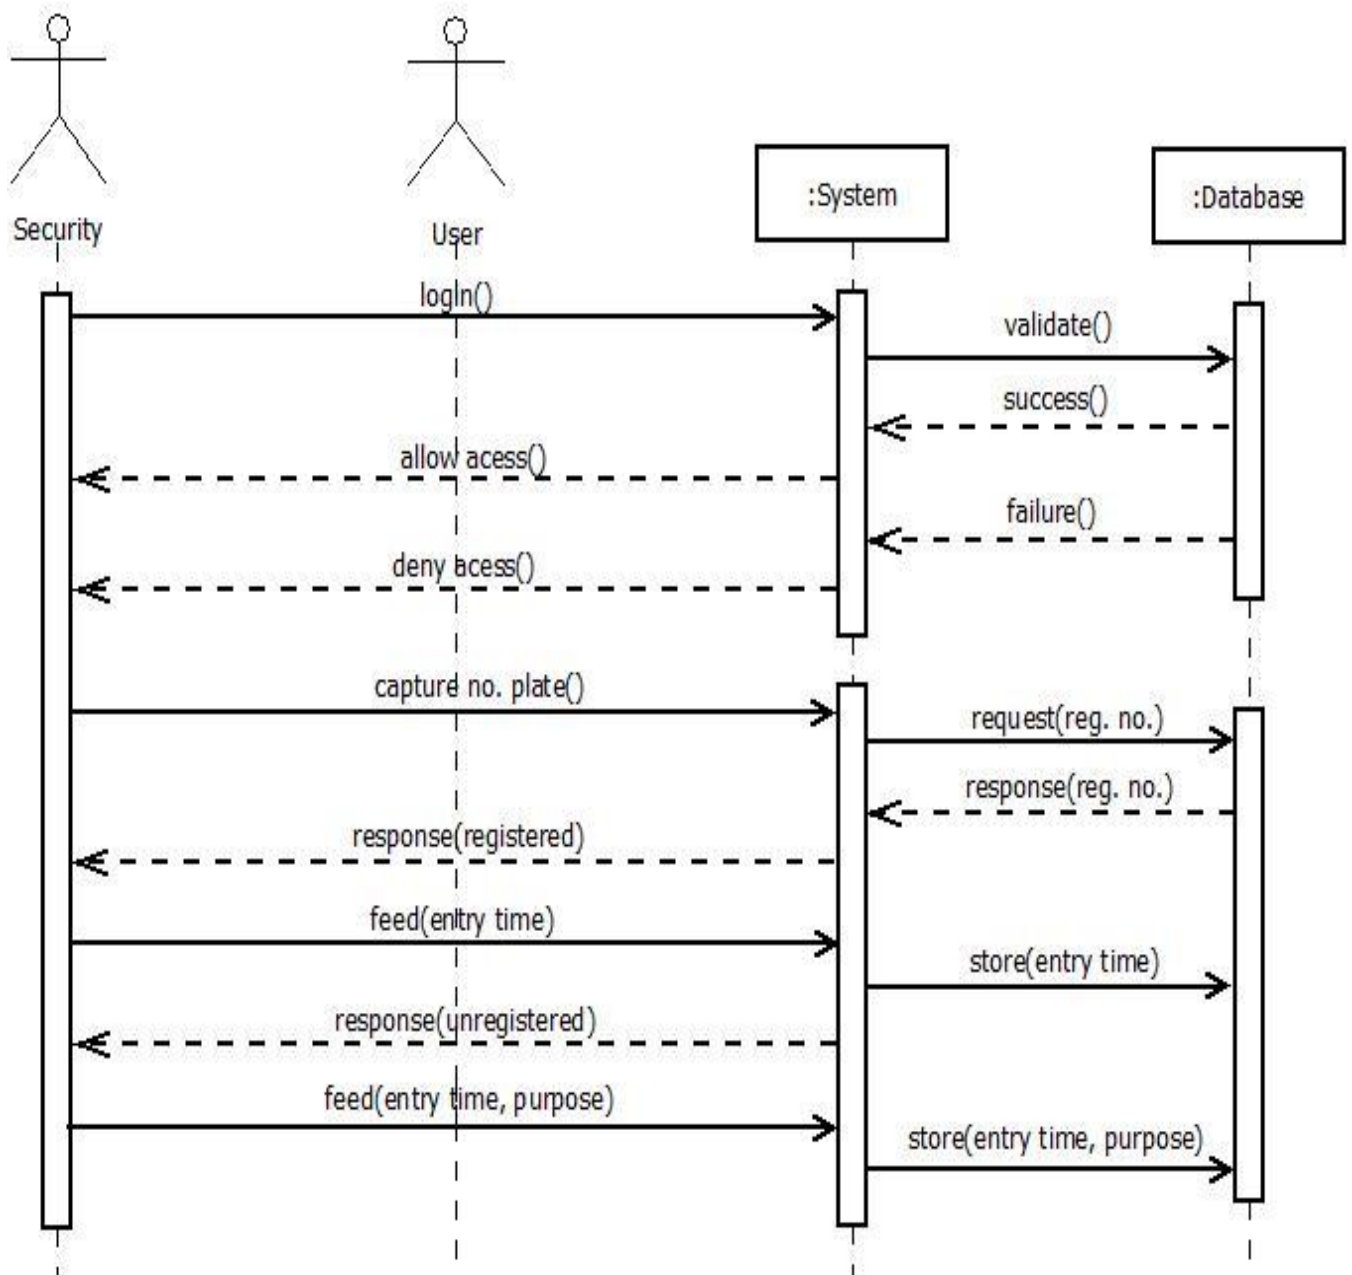 :System
:Database
Security
User
login()
validate()
success()
allow acess()
failure()
deny acess()
capture no. plate()
request(reg. no.)
response(reg. no.)
response(registered)
feed(entry time)
store(entry time)
response(unregistered)
feed(entry time, purpose)
store(entry time, purpose)